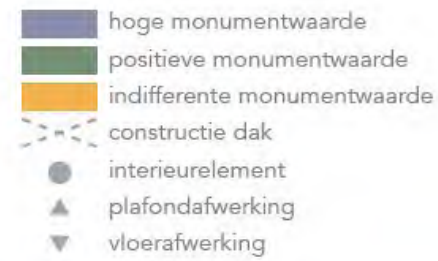 hoge monumentwaarde
positieve monumentwaarde
indifferente monumentwaarde
constructie dak
interieurelement
plafondafwerking
vloerafwerking